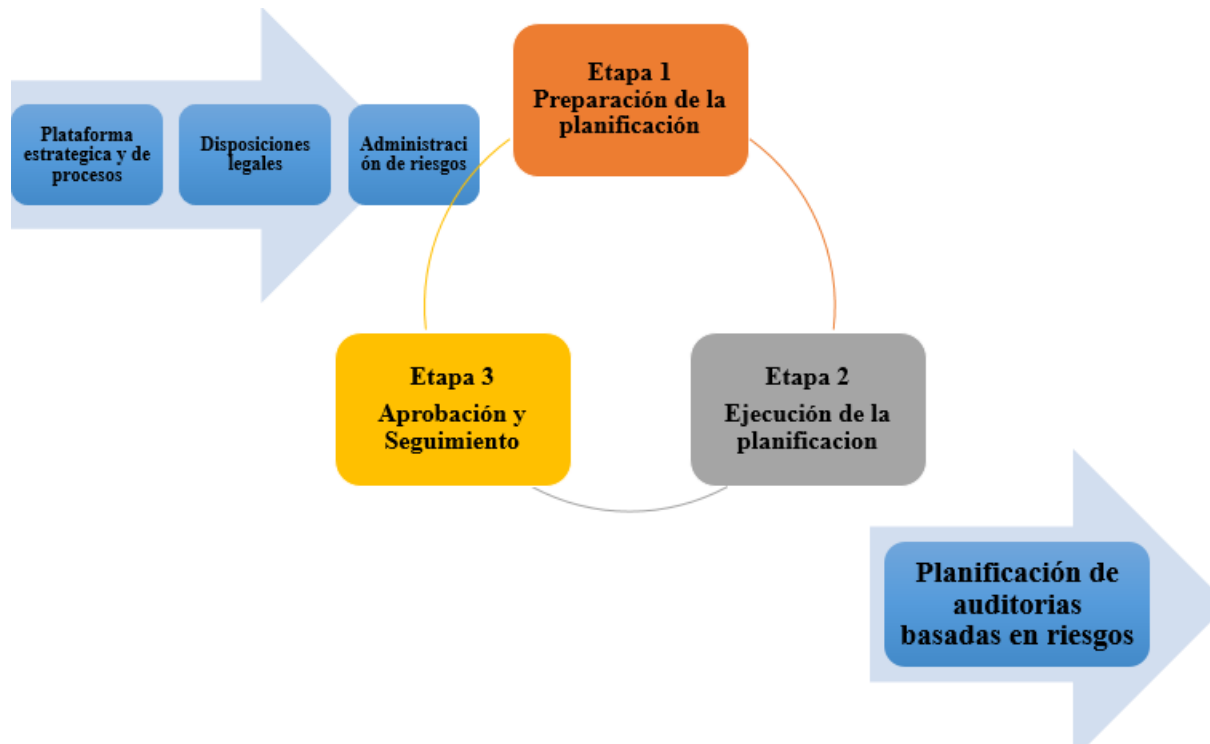 Plataforma
estrategica y de
procesos
Disposiciones
legales
Administraci
ón de riesgos
Etapa 1
Preparación de la
planificación
Etapa 3
Aprobación y
Seguimiento
Etapa 2
Ejecución de la
planificacion
Planificación de
auditorias
basadas en riesgos